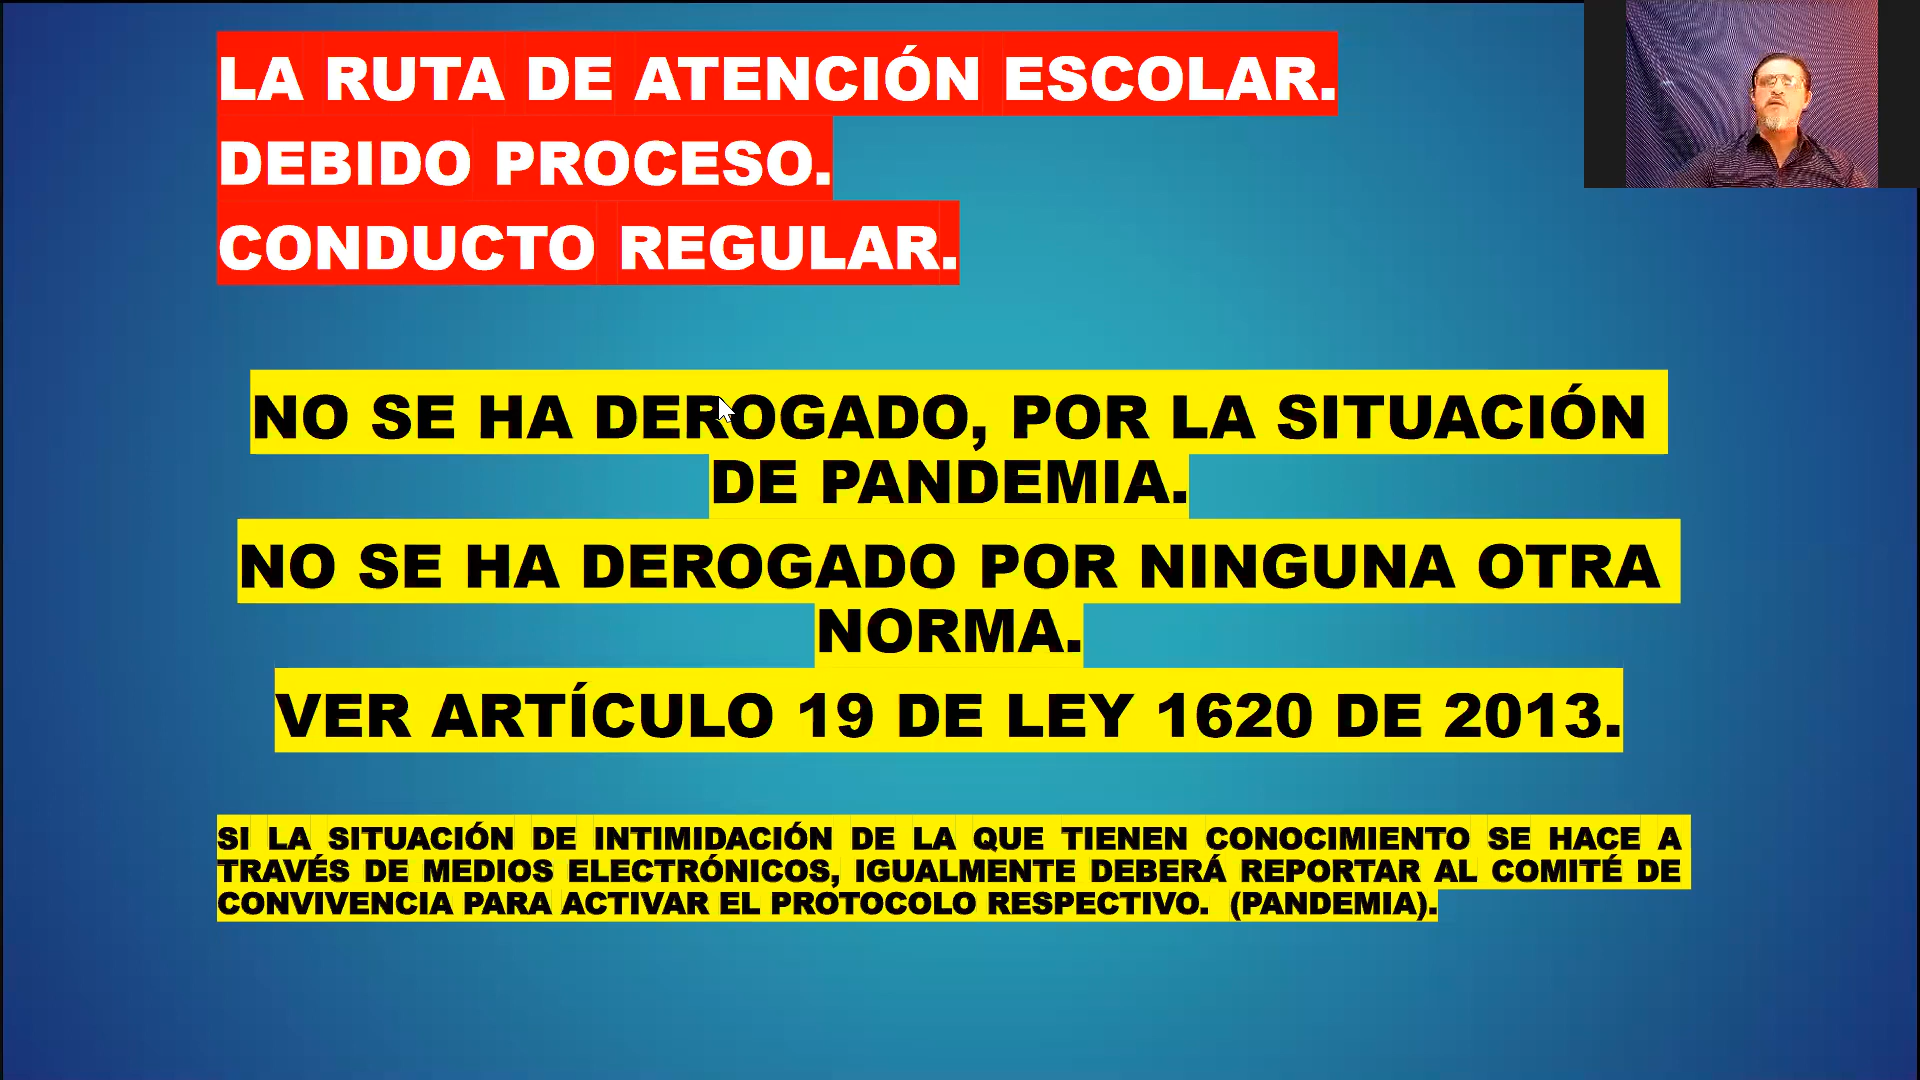 LA RUTA DE ATENCIÓN ESCOLAR.
DEBIDO PROCESO.
CONDUCTO REGULAR.
NO SE HA DEROGADO, POR LA SITUACIÓN
DE PANDEMIA.
NO SE HA DEROGADO POR NINGUNA OTRA
NORMA.
VER ARTÍCULO 19 DE LEY 1620 DE 2013.
SI LA SITUACIÓN DE INTIMIDACIÓN DE LA QUE TIENEN CONOCIMIENTO SE HACE A
TRAVÉS DE MEDIOS ELECTRÓNICOS, IGUALMENTE DEBERÁ REPORTAR AL COMITÉ DE
CONVIVENCIA PARA ACTIVAR EL PROTOCOLO RESPECTIVO. (PANDEMIA).